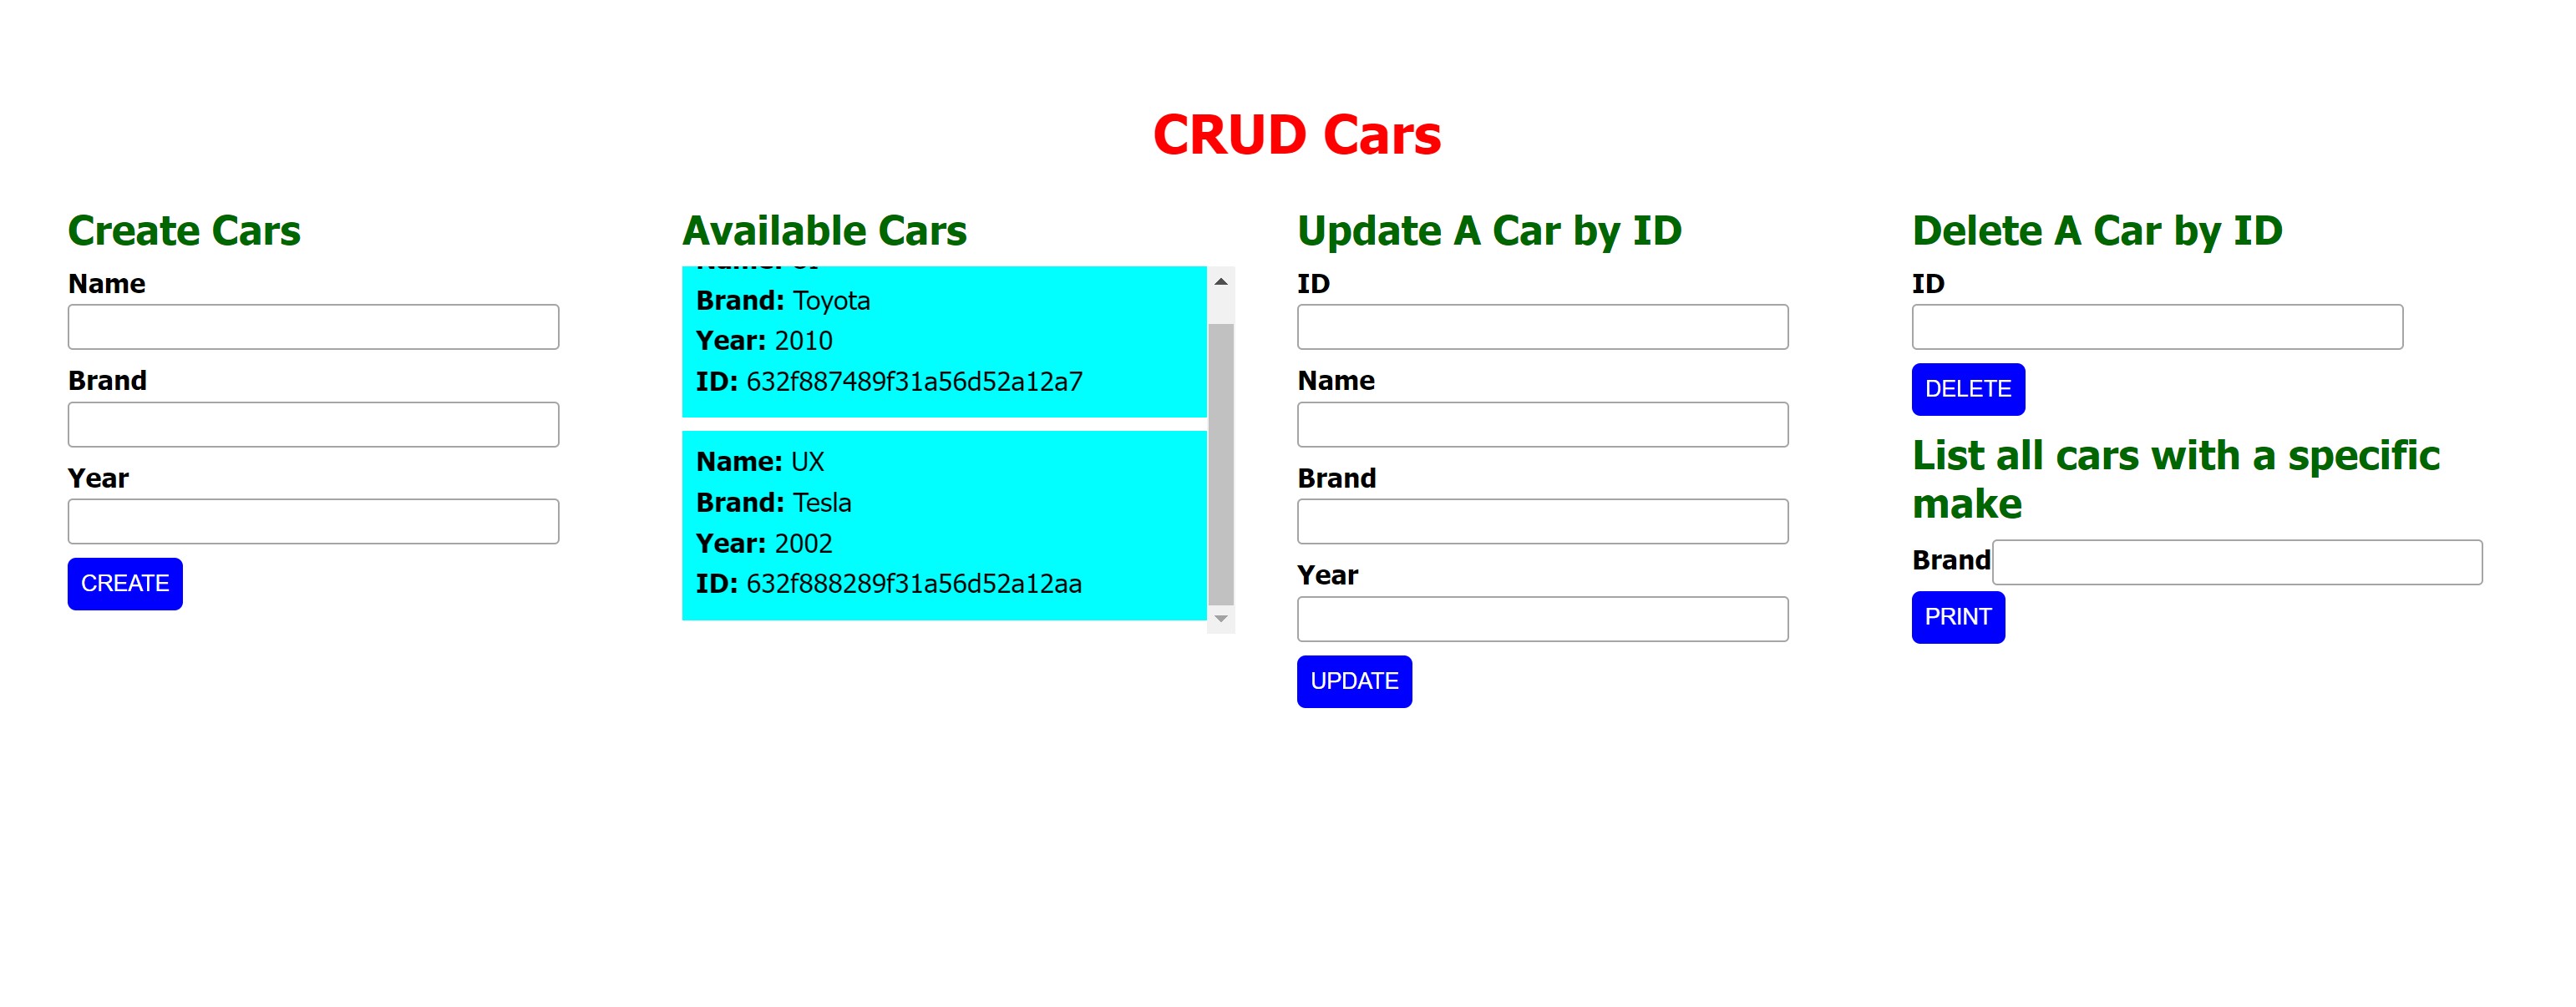 CRUD Cars
Create Cars
Name
Brand
Year
CREATE
Available Cars
Brand: Toyota
Year: 2010
ID: 632f887489f31a56d52a12a7
Name: UX
Brand: Tesla
Year: 2002
ID: 632f888289f31a56d52a12aa
Update A Car by ID
ID
Name
Brand
Year
UPDATE
Delete A Car by ID
ID
DELETE
List all cars with a specific
make
Brand
PRINT